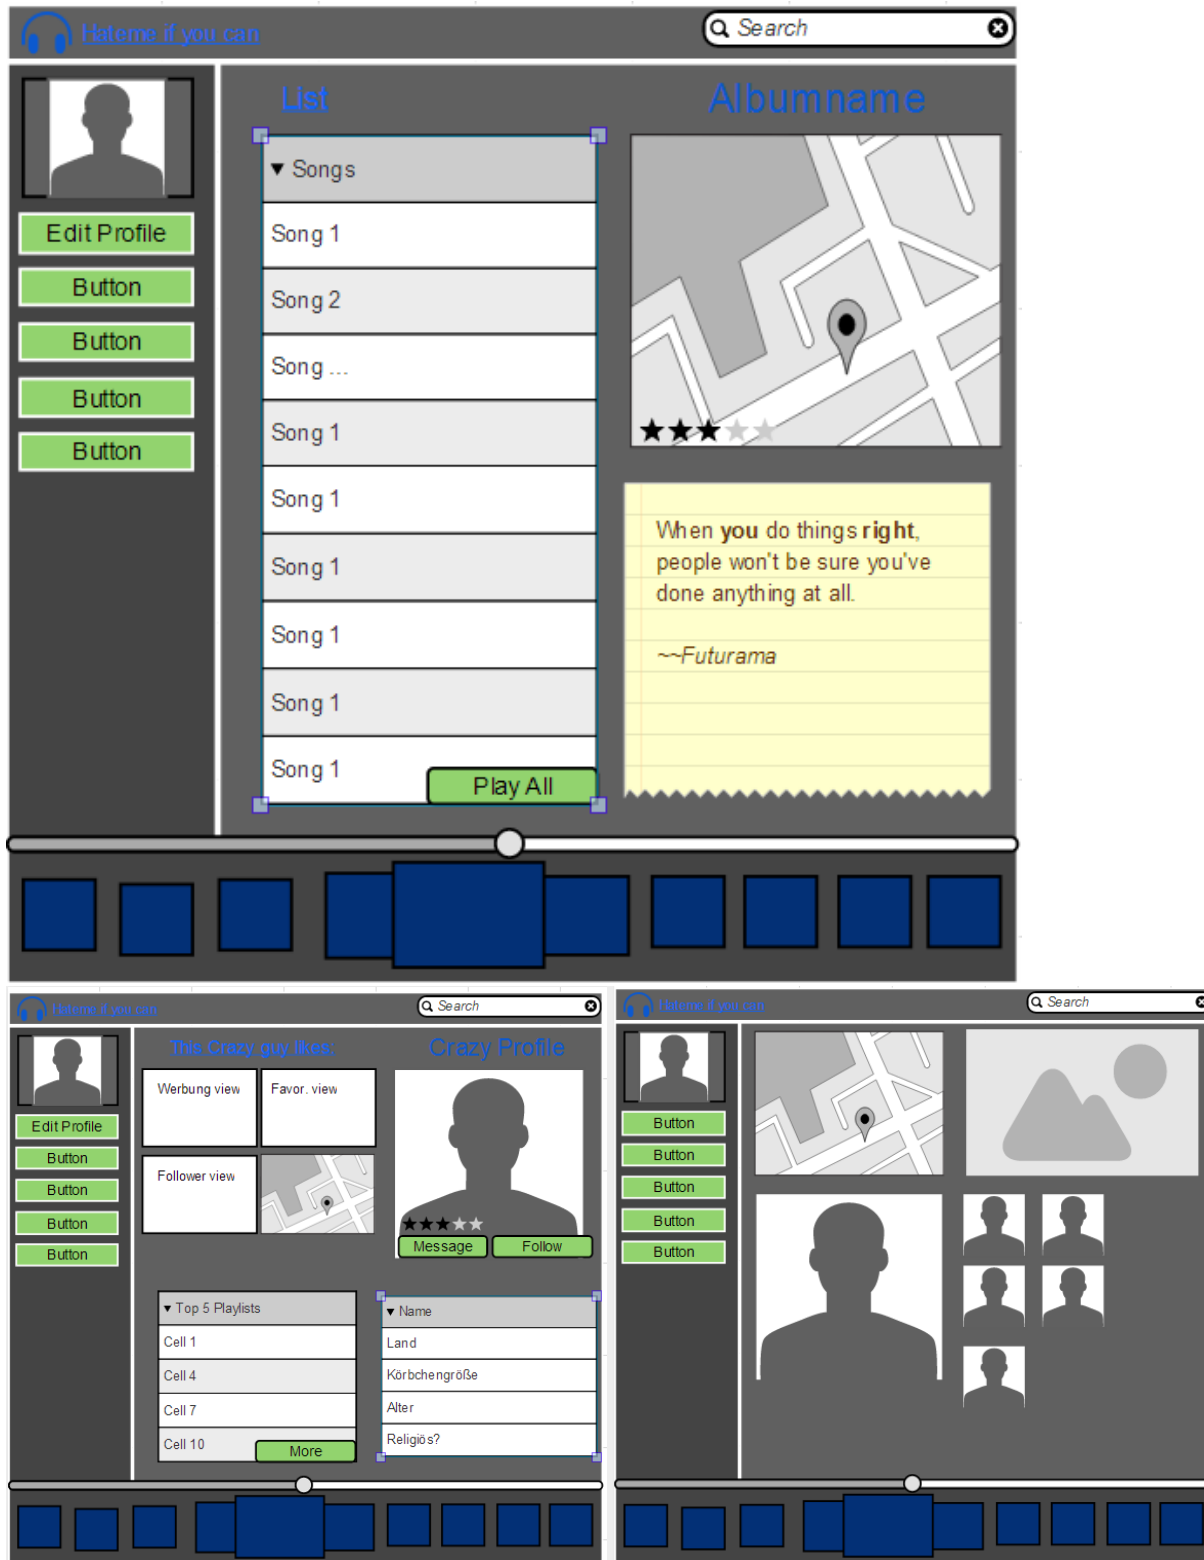 Hateme if you can
Search
List
Albumname
Songs
Song 1
Song 2
Song ...
Song 1
Song 1
Song 1
Song 1
Song 1
Song 1
Play All
Edit Profile
Button
Button
Button
Button
When you do things right,
people won't be sure you've
done anything at all.
~~Futurama
Hateme if you can
Search
Edit Profile
Button
Button
Button
Button
This Crazy guy likes:
Crazy Profile
Werbung view
Favor. view
Follower view
Message
Follow
Top 5 Playlists
Cell 1
Cell 4
Cell 7
Cell 10
More
Name
Land
Körbchengröße
Alter
Religiös?
Hateme if you can
Search
Button
Button
Button
Button
Button